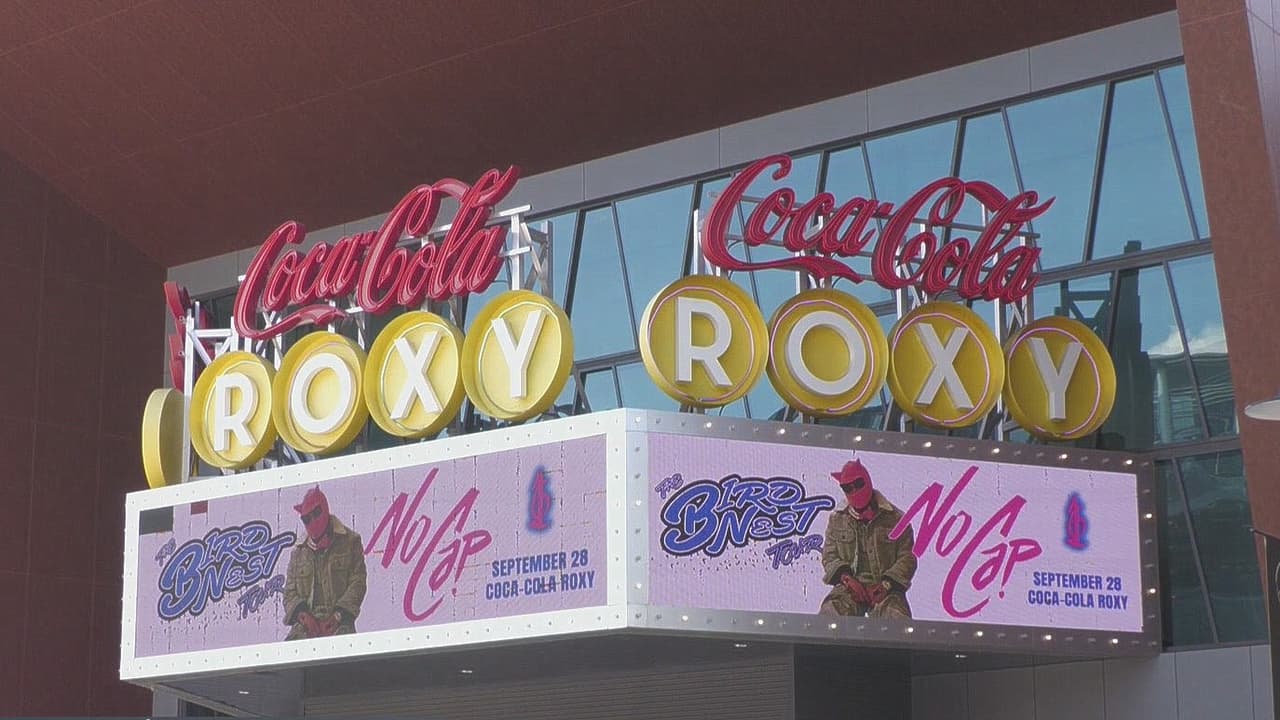 Coca-Cola
ROXY
THE
BIRD
NEST
TOUR
NO CAP
SEPTEMBER 28
COCA-COLA ROXY
Coca-Cola
ROXY
THE
BIRD
NEST
TOUR
NO CAP
SEPTEMBER 28
COCA-COLA ROXY